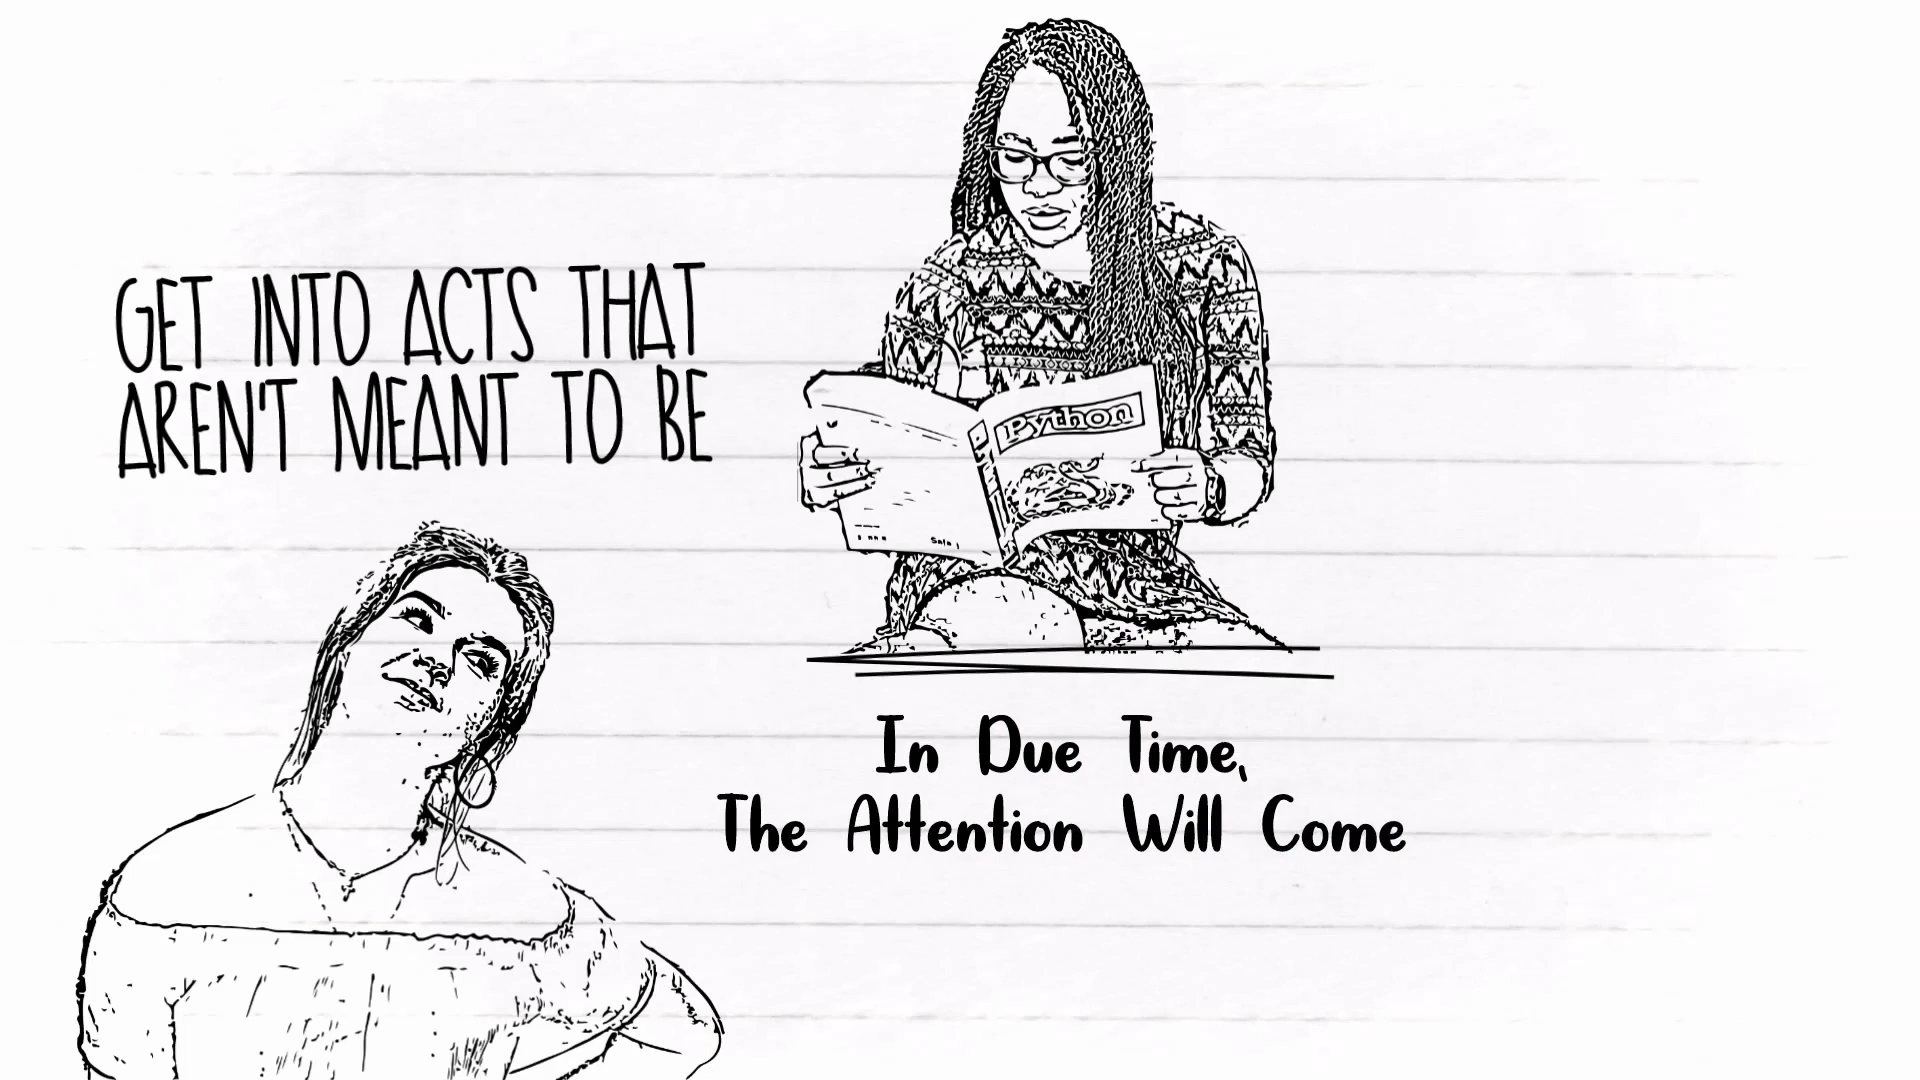 GET INTO ACTS THAT
AREN'T MEANT TO BE
Python
In Due Time,
The Attention Will Come